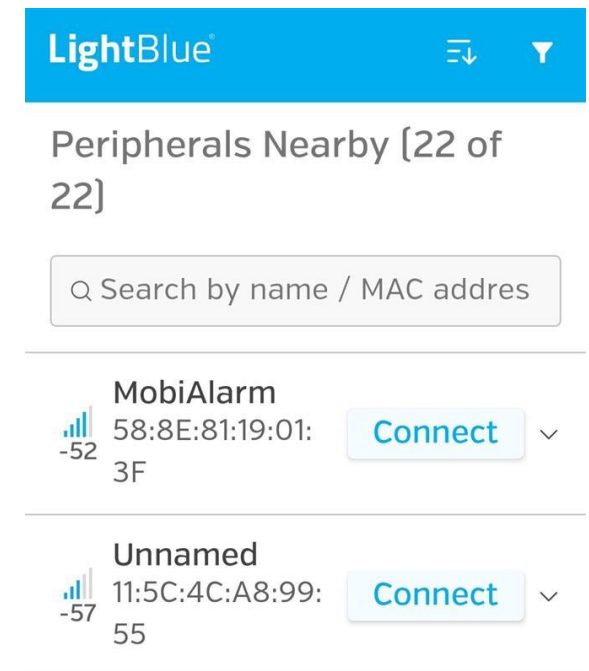 LightBlue®
Peripherals Nearby (22 of
22)
Search by name / MAC addres
MobiAlarm
58:8E:81:19:01:
3F
-52
Connect
Unnamed
11:5C:4C:A8:99:
55
-57
Connect